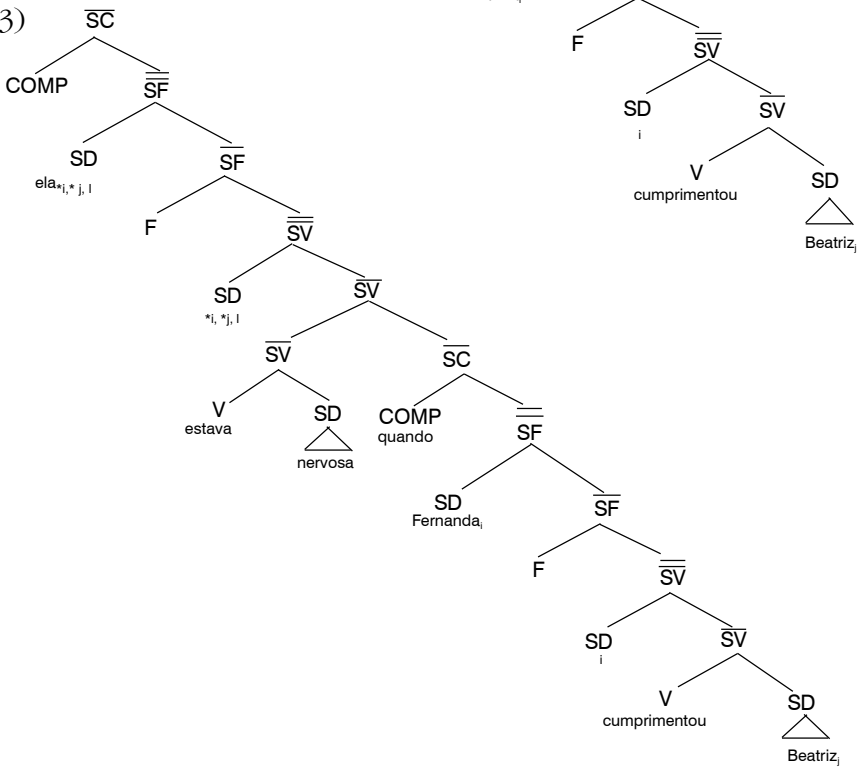 3)
SC
COMP
SF
SD
ela*i,* j, l
SF
F
SV
SD
*i, *j, l
SV
SV
SC
V
estava
SD
nervosa
COMP
quando
SF
SD
Fernandai
SF
F
SV
SD
i
SV
V
cumprimentou
SD
Beatrizj
F
SV
SD
i
SV
V
cumprimentou
SD
Beatrizj